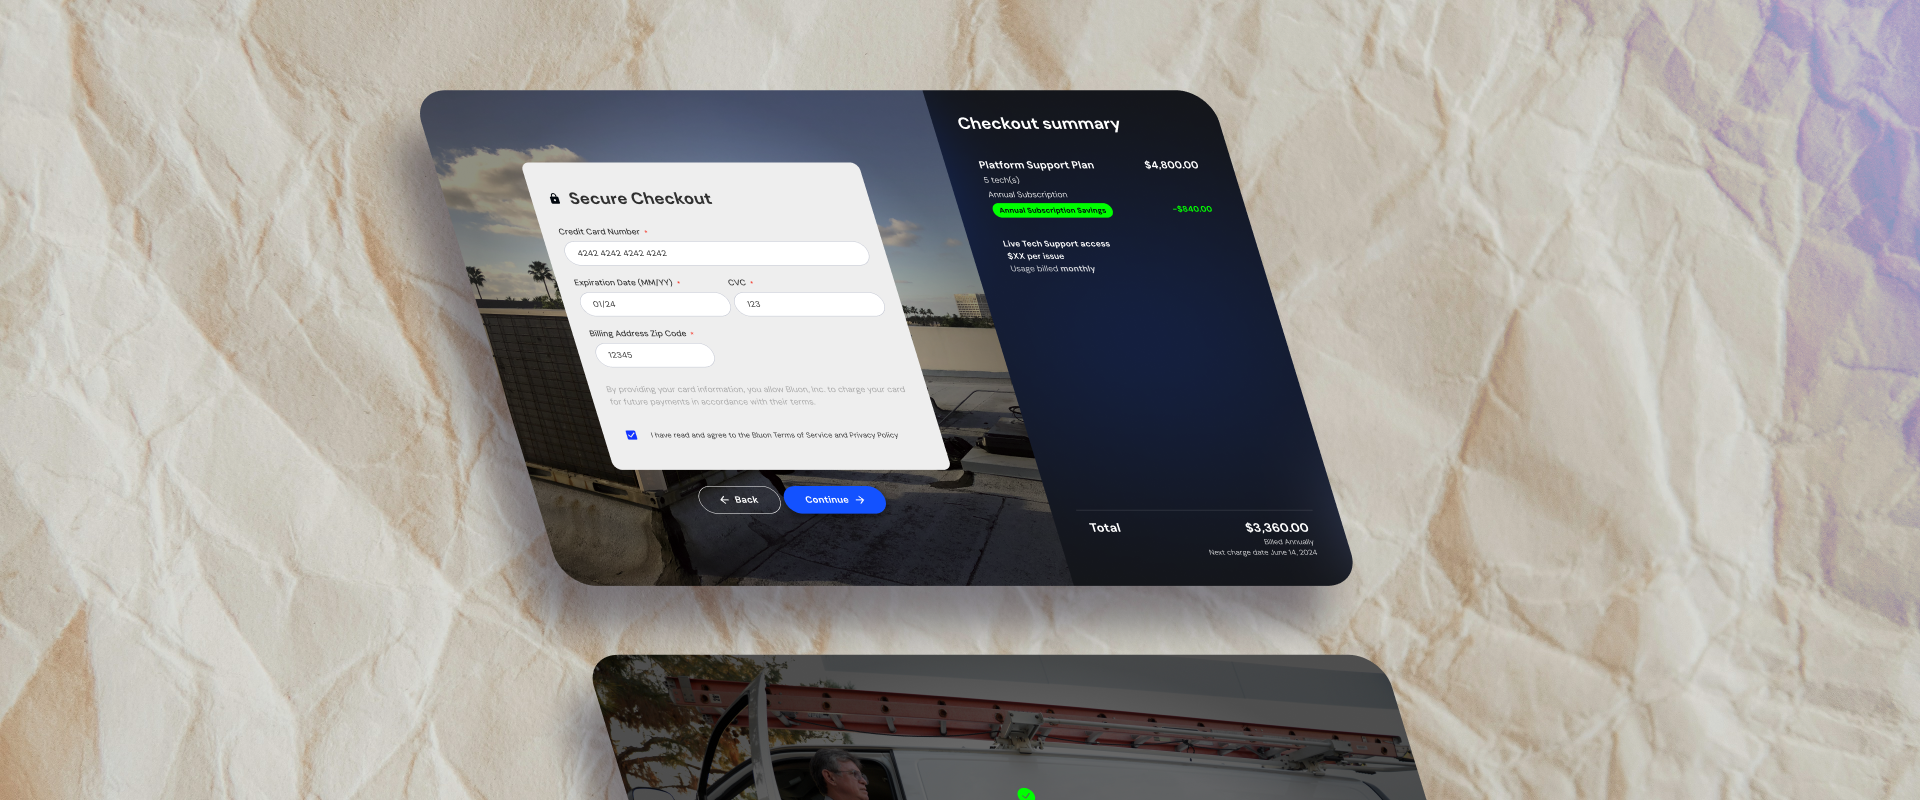 Secure Checkout
Credit Card Number *
4242 4242 4242 4242
Expiration Date (MM/YY) * CVC *
01/24 123
Billing Address Zip Code *
12345
By providing your card information, you allow Bluon, Inc. to charge your card
for future payments in accordance with their terms.
I have read and agree to the Bluon Terms of Service and Privacy Policy
← Back Continue →
Checkout summary
Platform Support Plan $4,800.00
5 tech(s)
Annual Subscription
Annual Subscription Savings -$840.00
Live Tech Support access
$XX per issue
Usage billed monthly
Total $3,360.00
Billed Annually
Next charge date June 14, 2024